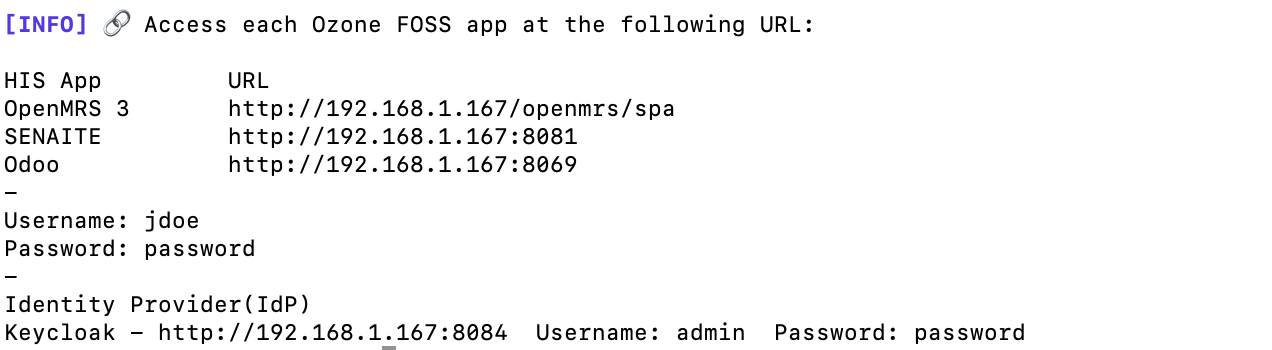 [INFO] 🔗 Access each Ozone FOSS app at the following URL:
HIS App URL
OpenMRS 3 http://192.168.1.167/openmrs/spa
SENAITE http://192.168.1.167:8081
Odoo http://192.168.1.167:8069
–
Username: jdoe
Password: password
–
Identity Provider(IdP)
Keycloak – http://192.168.1.167:8084 Username: admin Password: password